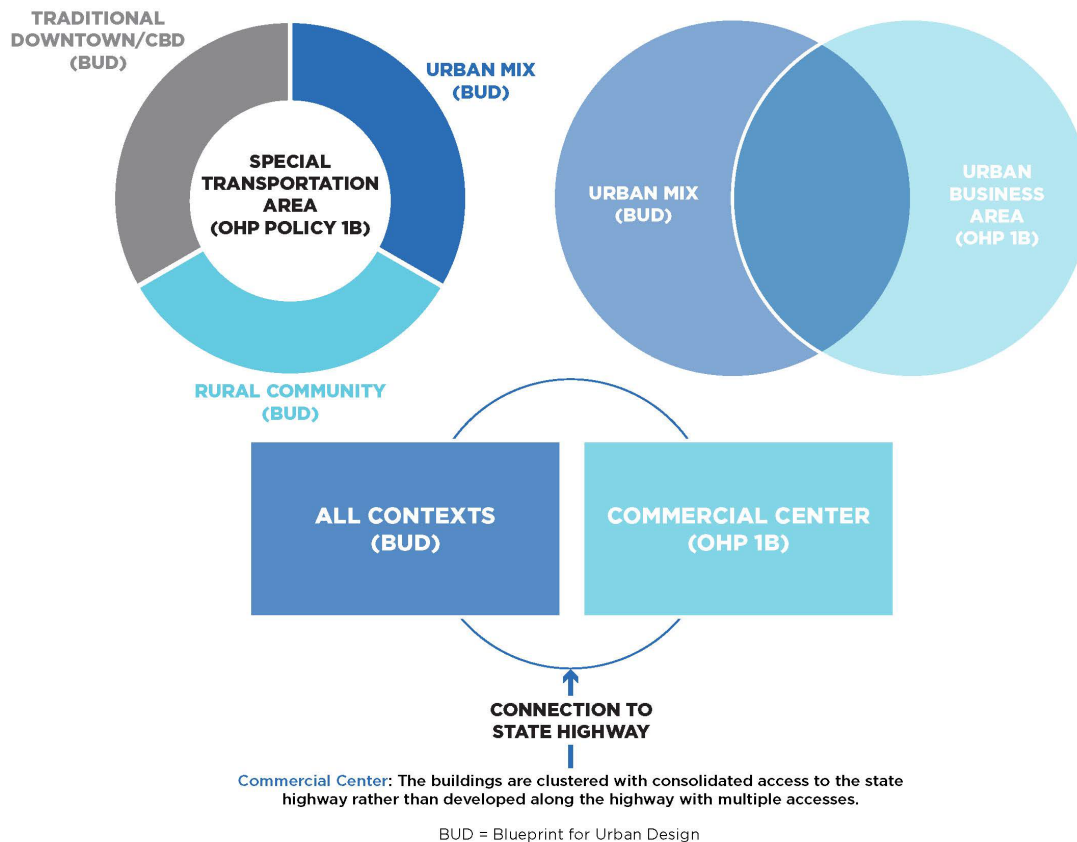 TRADITIONAL
DOWNTOWN/CBD
(BUD)
URBAN MIX
(BUD)
SPECIAL
TRANSPORTATION
AREA
(OHP POLICY 1B)
RURAL COMMUNITY
(BUD)
URBAN MIX
(BUD)
URBAN
BUSINESS
AREA
(OHP 1B)
ALL CONTEXTS
(BUD)
COMMERCIAL CENTER
(OHP 1B)
CONNECTION TO
STATE HIGHWAY
Commercial Center: The buildings are clustered with consolidated access to the state
highway rather than developed along the highway with multiple accesses.
BUD = Blueprint for Urban Design